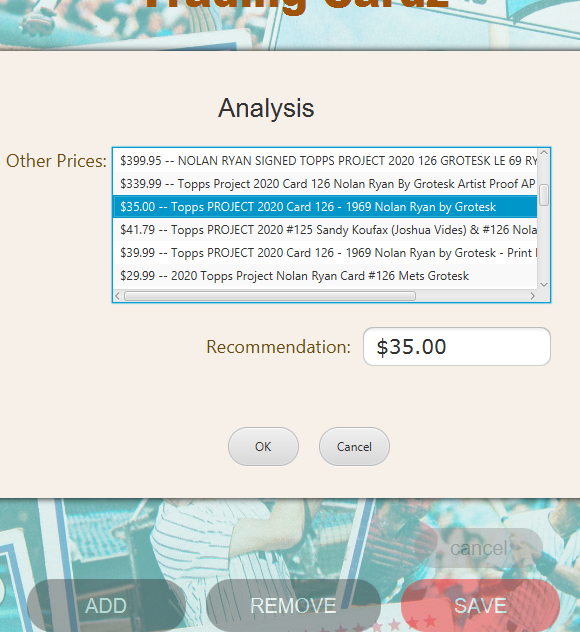 Trading Cardz
Analysis
Other Prices:
$399.95 -- NOLAN RYAN SIGNED TOPPS PROJECT 2020 126 GROTESK LE 69 RY
$339.99 -- Topps Project 2020 Card 126 Nolan Ryan By Grotesk Artist Proof AP
$35.00 -- Topps PROJECT 2020 Card 126 - 1969 Nolan Ryan by Grotesk
$41.79 -- Topps PROJECT 2020 #125 Sandy Koufax (Joshua Vides) & #126 Nola
$39.99 -- Topps PROJECT 2020 Card 126 - 1969 Nolan Ryan by Grotesk - Print
$29.99 -- 2020 Topps Project Nolan Ryan Card #126 Mets Grotesk
Recommendation: $35.00
OK Cancel
cancel
ADD REMOVE SAVE